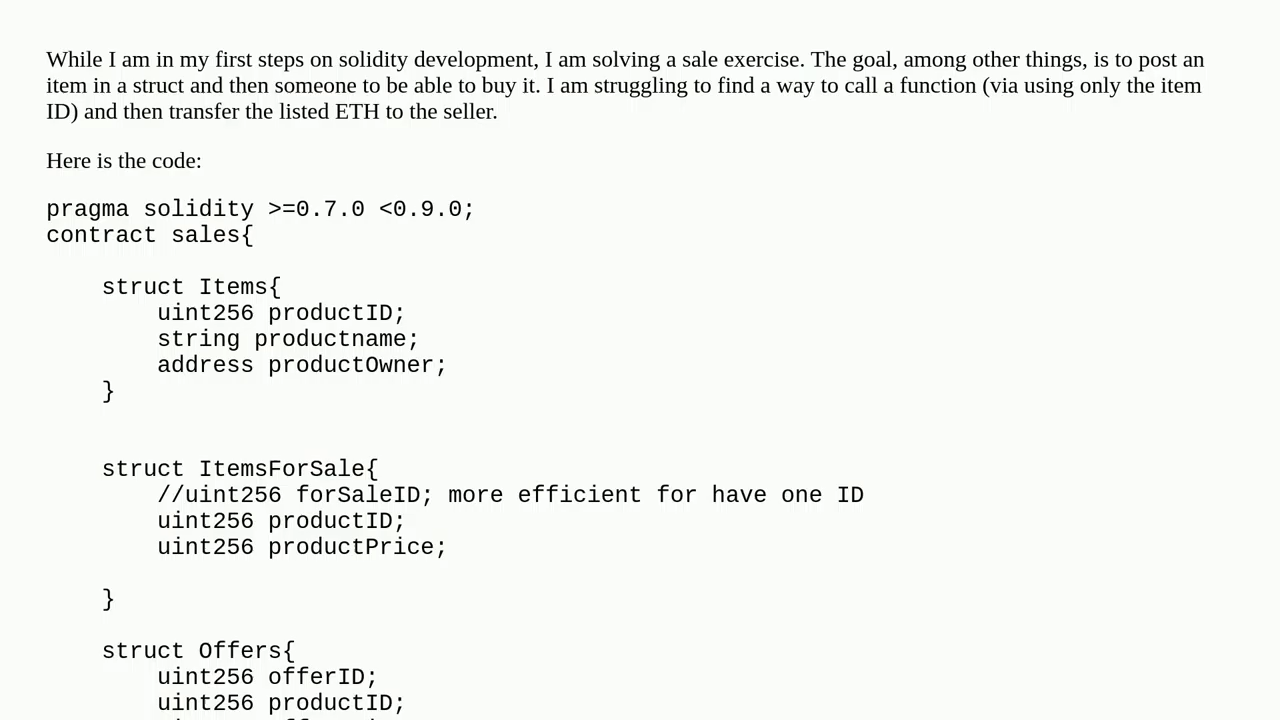 While I am in my first steps on solidity development, I am solving a sale exercise. The goal, among other things, is to post an
item in a struct and then someone to be able to buy it. I am struggling to find a way to call a function (via using only the item
ID) and then transfer the listed ETH to the seller.
Here is the code:
pragma solidity >=0.7.0 <0.9.0;
contract sales{
struct Items{
uint256 productID;
string productname;
address productOwner;
}
struct ItemsForSale{
//uint256 forSaleID; more efficient for have one ID
uint256 productID;
uint256 productPrice;
}
struct Offers{
uint256 offerID;
uint256 productID;